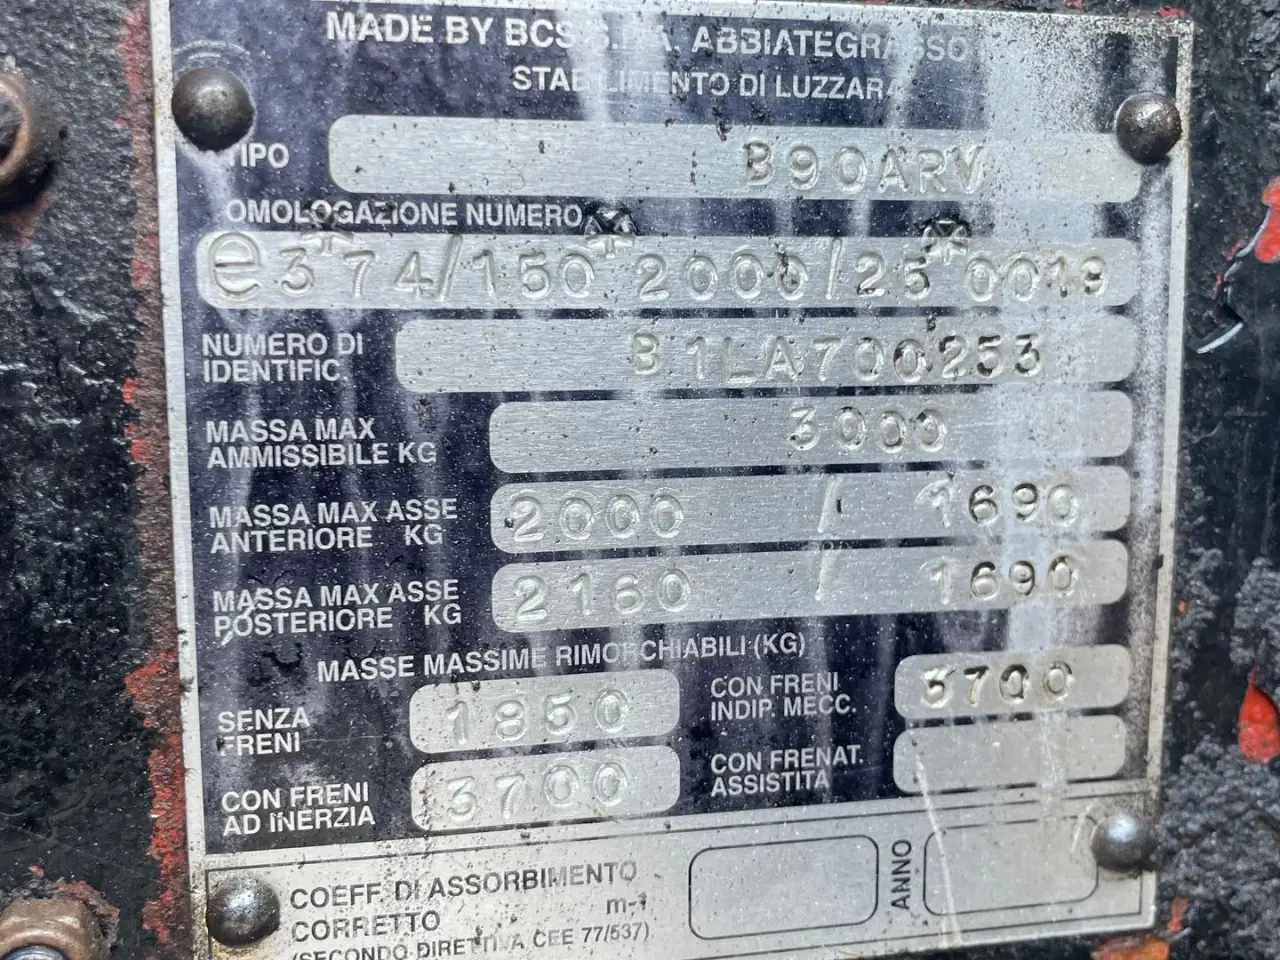 MADE BY BCS S.P.A. ABBIATEGRASSO
STABILIMENTO DI LUZZARA
TIPO B90ARV
OMOLOGAZIONE NUMERO
e3*74/150*2000/25*0019
NUMERO DI IDENTIFIC. B1LA700253
MASSA MAX AMMISSIBILE KG 3000
MASSA MAX ASSE ANTERIORE KG 2000 / 1690
MASSA MAX ASSE POSTERIORE KG 2160 / 1690
MASSE MASSIME RIMORCHIABILI (KG)
SENZA FRENI 1850
CON FRENI INDIP. MECC. 3700
CON FRENI AD INERZIA 3700
CON FRENAT. ASSISTITA
COEFF. DI ASSORBIMENTO
CORRETTO m-1
(SECONDO DIRETTIVA CEE 77/537)
ANNO